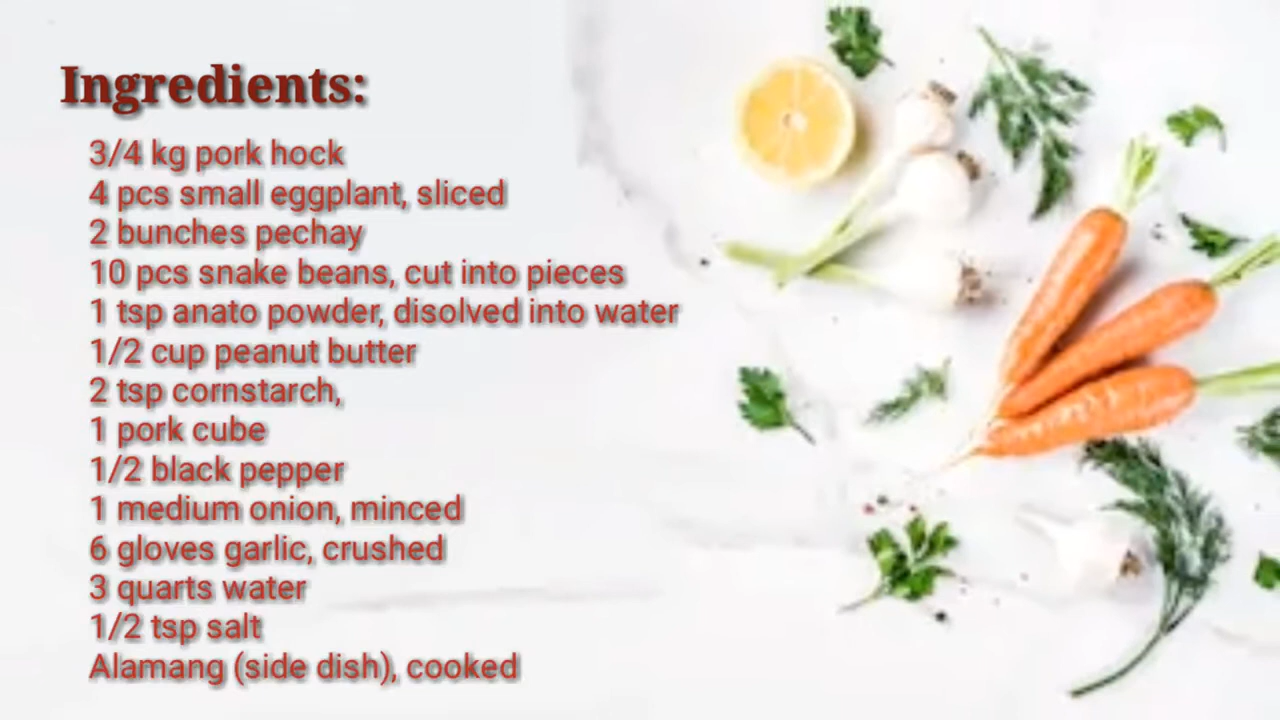 Ingredients:
3/4 kg pork hock
4 pcs small eggplant, sliced
2 bunches pechay
10 pcs snake beans, cut into pieces
1 tsp anato powder, disolved into water
1/2 cup peanut butter
2 tsp cornstarch,
1 pork cube
1/2 black pepper
1 medium onion, minced
6 gloves garlic, crushed
3 quarts water
1/2 tsp salt
Alamang (side dish), cooked